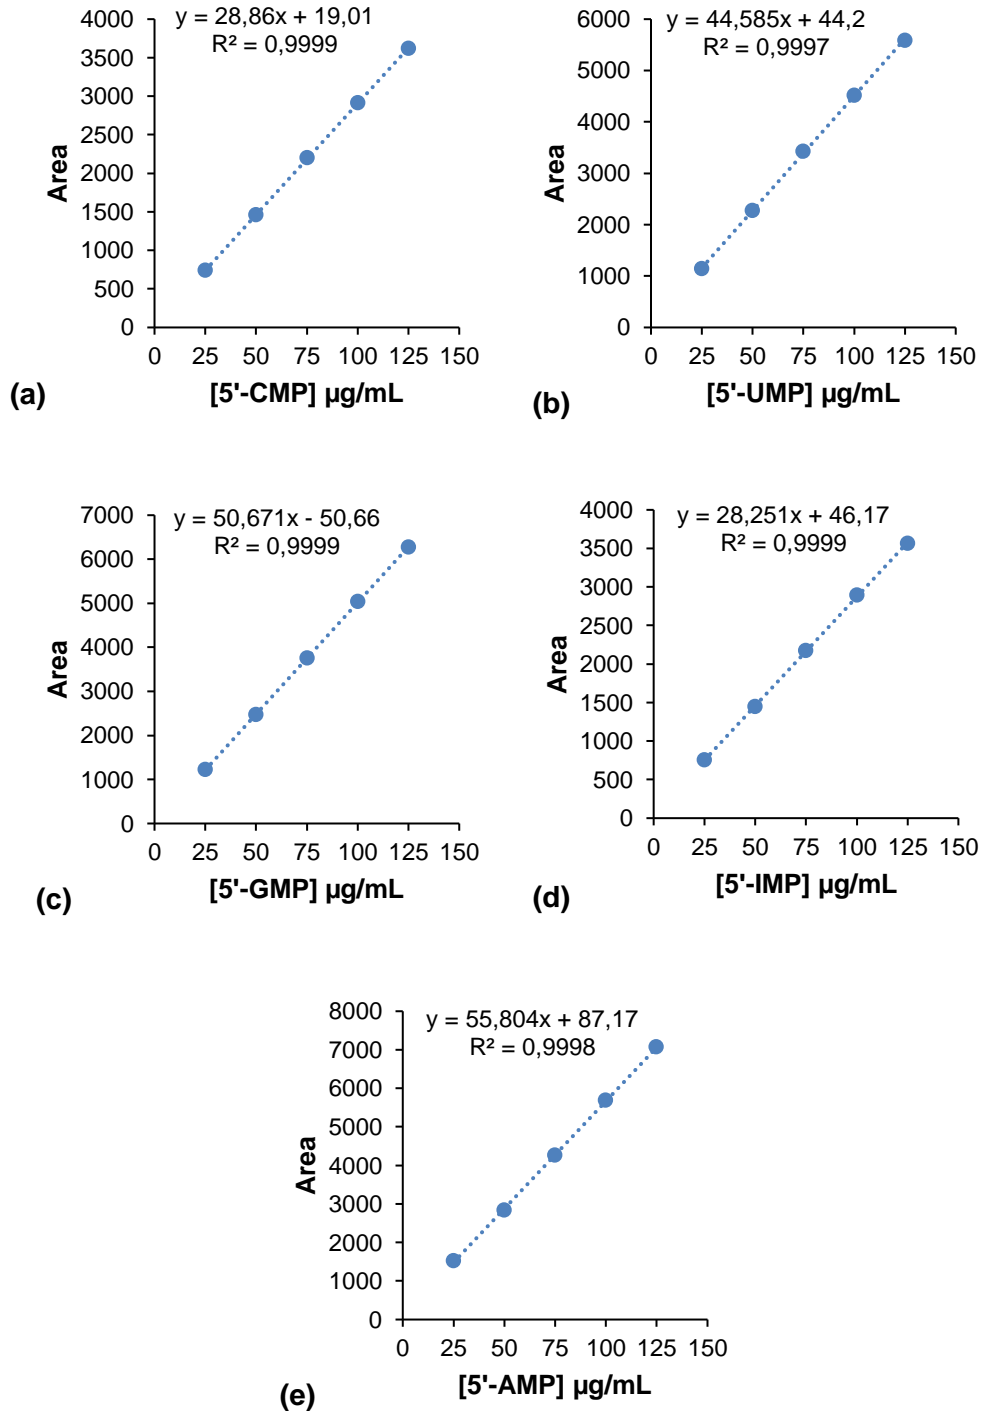 y = 28,86x + 19,01
R² = 0,9999
4000
3500
3000
2500
2000
1500
1000
500
0
Area
0 25 50 75 100 125 150
[5'-CMP] µg/mL
(a)
y = 44,585x + 44,2
R² = 0,9997
6000
5000
4000
3000
2000
1000
0
Area
0 25 50 75 100 125 150
[5'-UMP] µg/mL
(b)
y = 50,671x - 50,66
R² = 0,9999
7000
6000
5000
4000
3000
2000
1000
0
Area
0 25 50 75 100 125 150
[5'-GMP] µg/mL
(c)
y = 28,251x + 46,17
R² = 0,9999
4000
3500
3000
2500
2000
1500
1000
500
0
Area
0 25 50 75 100 125 150
[5'-IMP] µg/mL
(d)
y = 55,804x + 87,17
R² = 0,9998
8000
7000
6000
5000
4000
3000
2000
1000
0
Area
0 25 50 75 100 125 150
[5'-AMP] µg/mL
(e)